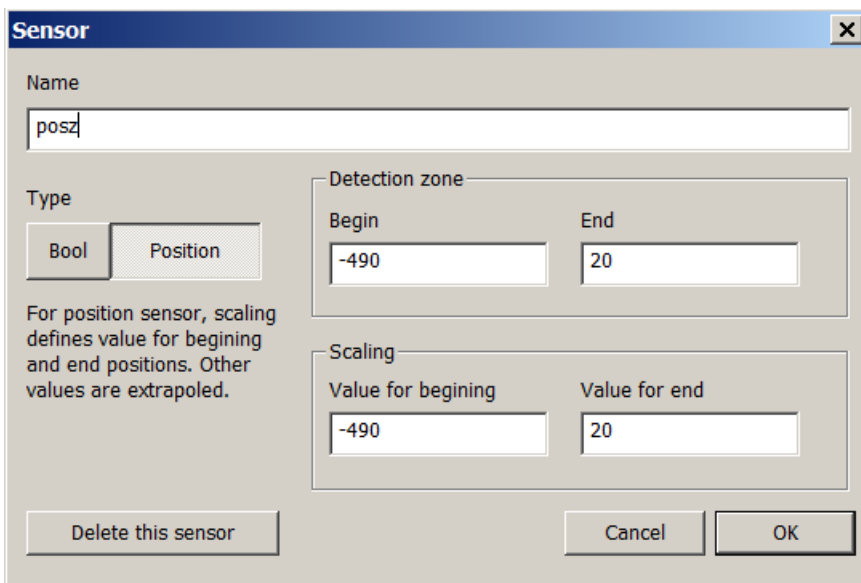 Sensor
Name
posz
Type
Bool
Position
For position sensor, scaling
defines value for begining
and end positions. Other
values are extrapoled.
Detection zone
Begin
End
-490
20
Scaling
Value for begining
Value for end
-490
20
Delete this sensor
Cancel
OK